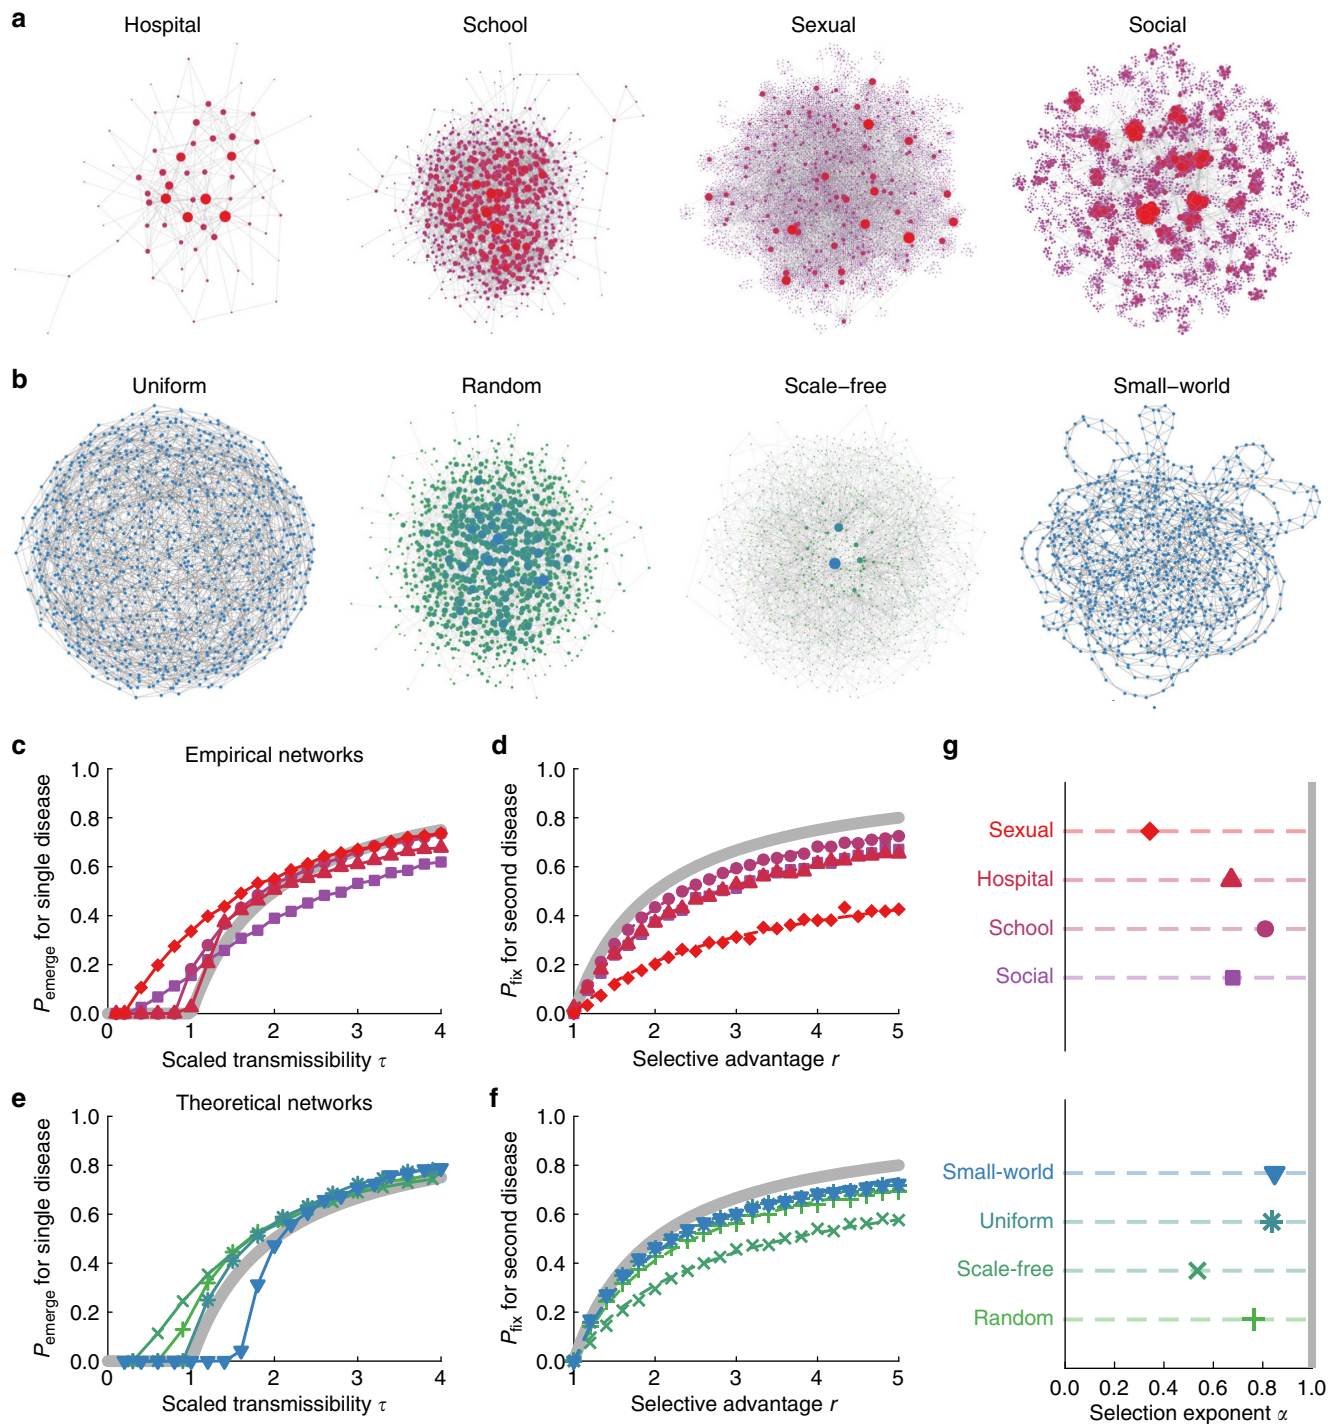 a
Hospital School Sexual Social
b
Uniform Random Scale–free Small–world
c
Empirical networks
P_emerge for single disease
1.0
0.8
0.6
0.4
0.2
0.0
0 1 2 3 4
Scaled transmissibility τ
d
P_fix for second disease
1.0
0.8
0.6
0.4
0.2
0.0
1 2 3 4 5
Selective advantage r
e
Theoretical networks
P_emerge for single disease
1.0
0.8
0.6
0.4
0.2
0.0
0 1 2 3 4
Scaled transmissibility τ
f
P_fix for second disease
1.0
0.8
0.6
0.4
0.2
0.0
1 2 3 4 5
Selective advantage r
g
Sexual
Hospital
School
Social
Small–world
Uniform
Scale–free
Random
0.0 0.2 0.4 0.6 0.8 1.0
Selection exponent α